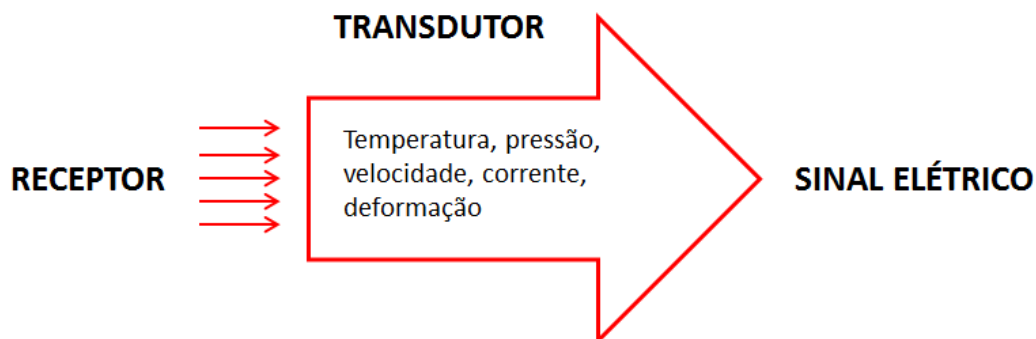 TRANSDUTOR
RECEPTOR
Temperatura, pressão,
velocidade, corrente,
deformação
SINAL ELÉTRICO